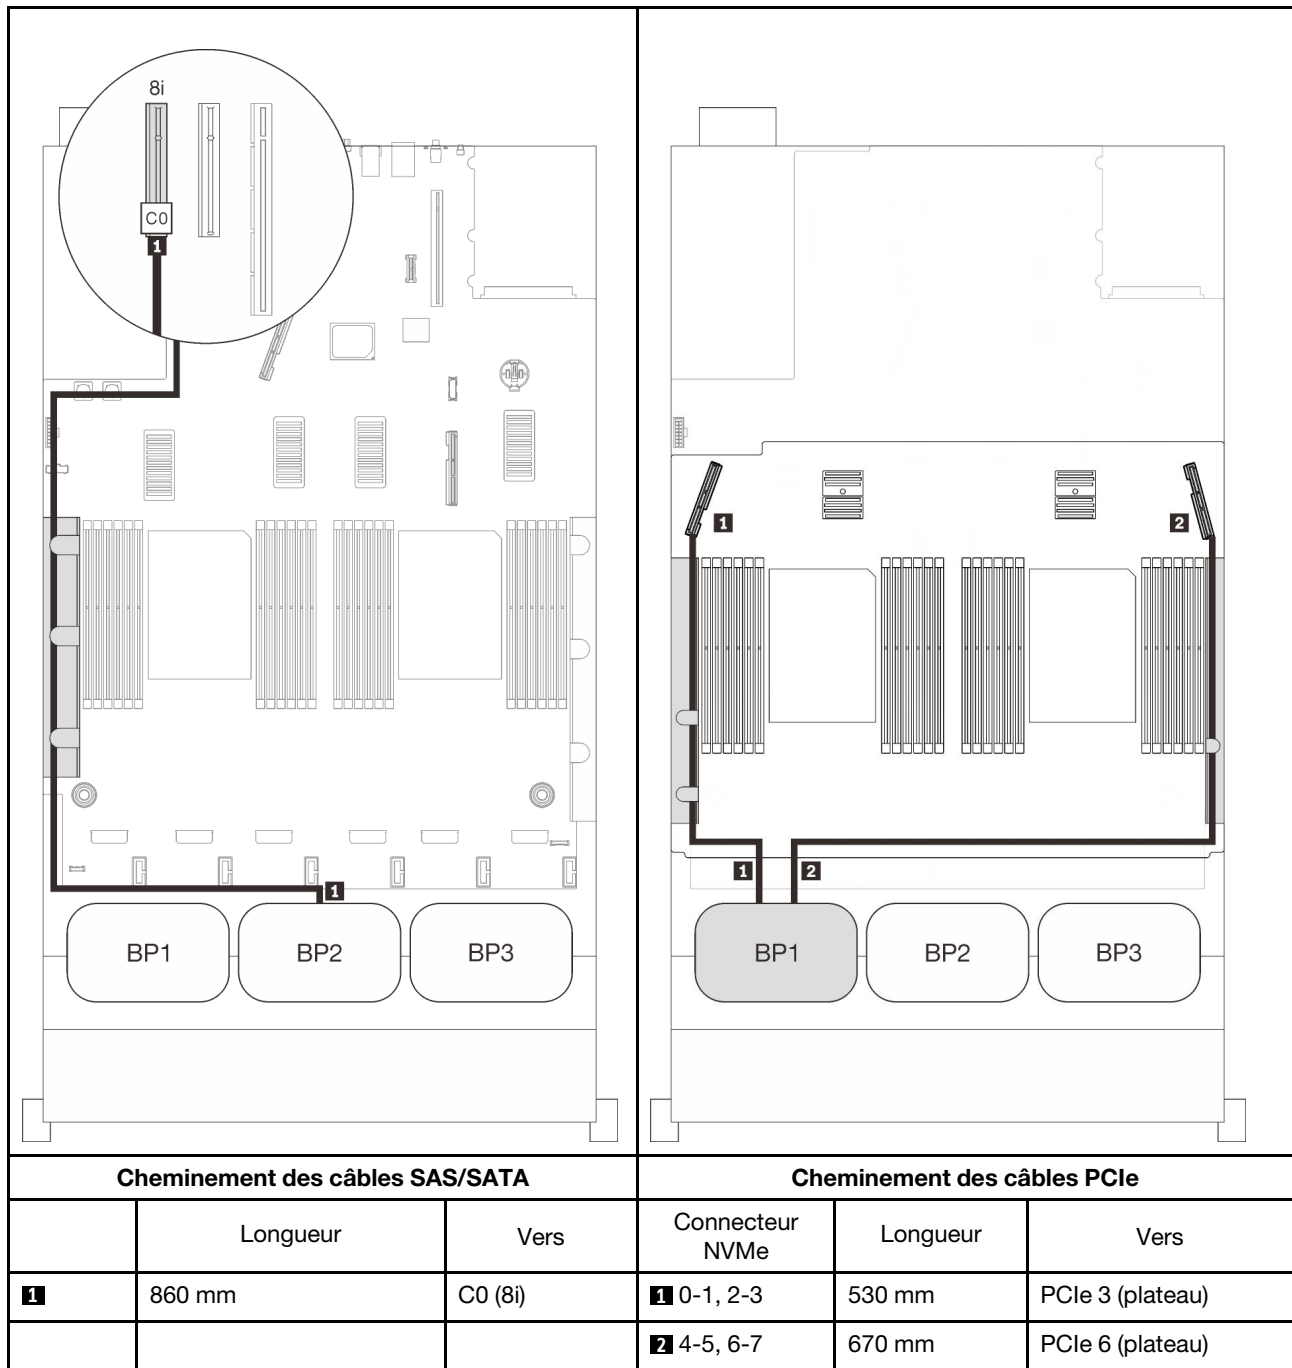 8i
C0
1
1
BP1
BP2
BP3
1
2
1
2
BP1
BP2
BP3
Cheminement des câbles SAS/SATA
Cheminement des câbles PCIe
Longueur
Vers
Connecteur
NVMe
Longueur
Vers
1
860 mm
C0 (8i)
1 0-1, 2-3
530 mm
PCIe 3 (plateau)
2 4-5, 6-7
670 mm
PCIe 6 (plateau)